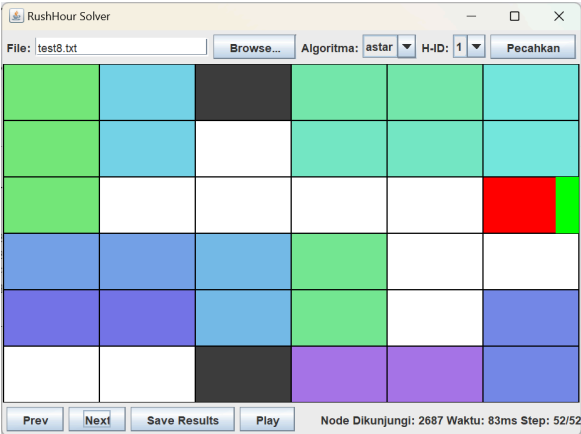 RushHour Solver
File: test8.txt Browse... Algoritma: astar H-ID: 1 Pecahkan
Prev Next Save Results Play Node Dikunjungi: 2687 Waktu: 83ms Step: 52/52